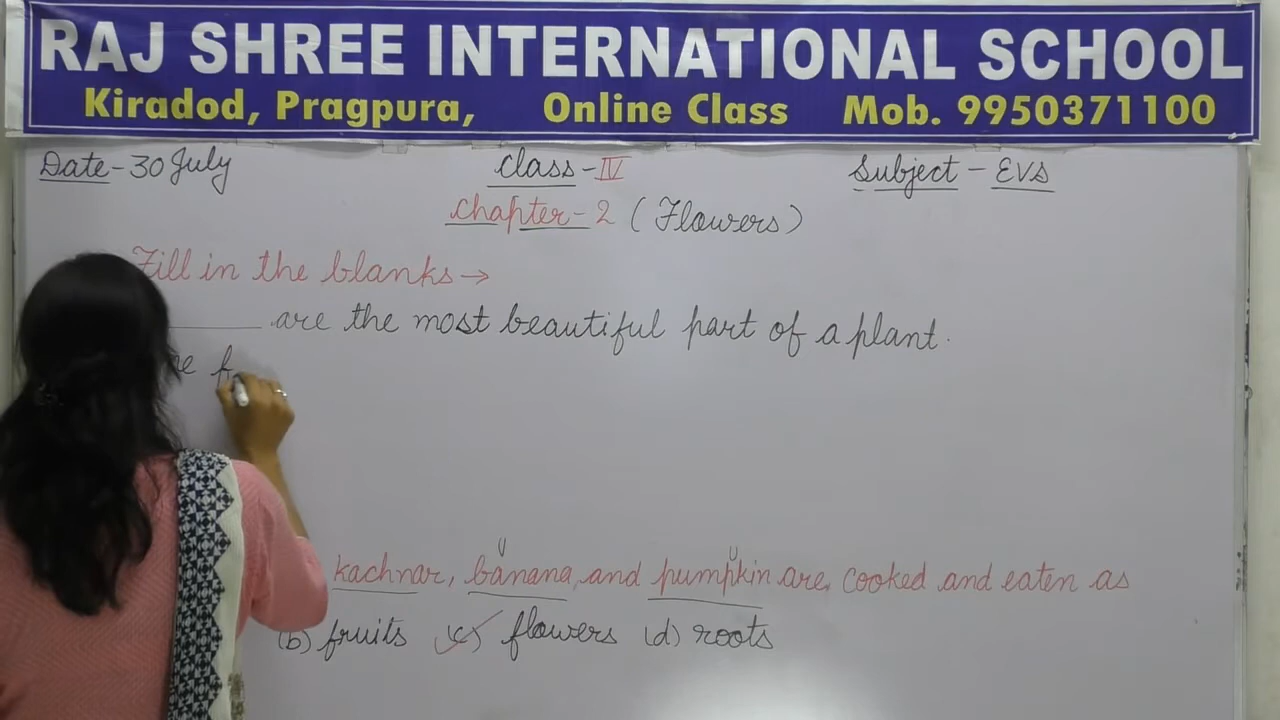 RAJ SHREE INTERNATIONAL SCHOOL
Kiradod, Pragpura, Online Class Mob. 9950371100
Date - 30 July Class - IV Subject - EVS
Chapter - 2 (Flowers)
Fill in the blanks →
are the most beautiful part of a plant.
kachnar, banana and pumpkin are cooked and eaten as
(b) fruits (c) flowers (d) roots